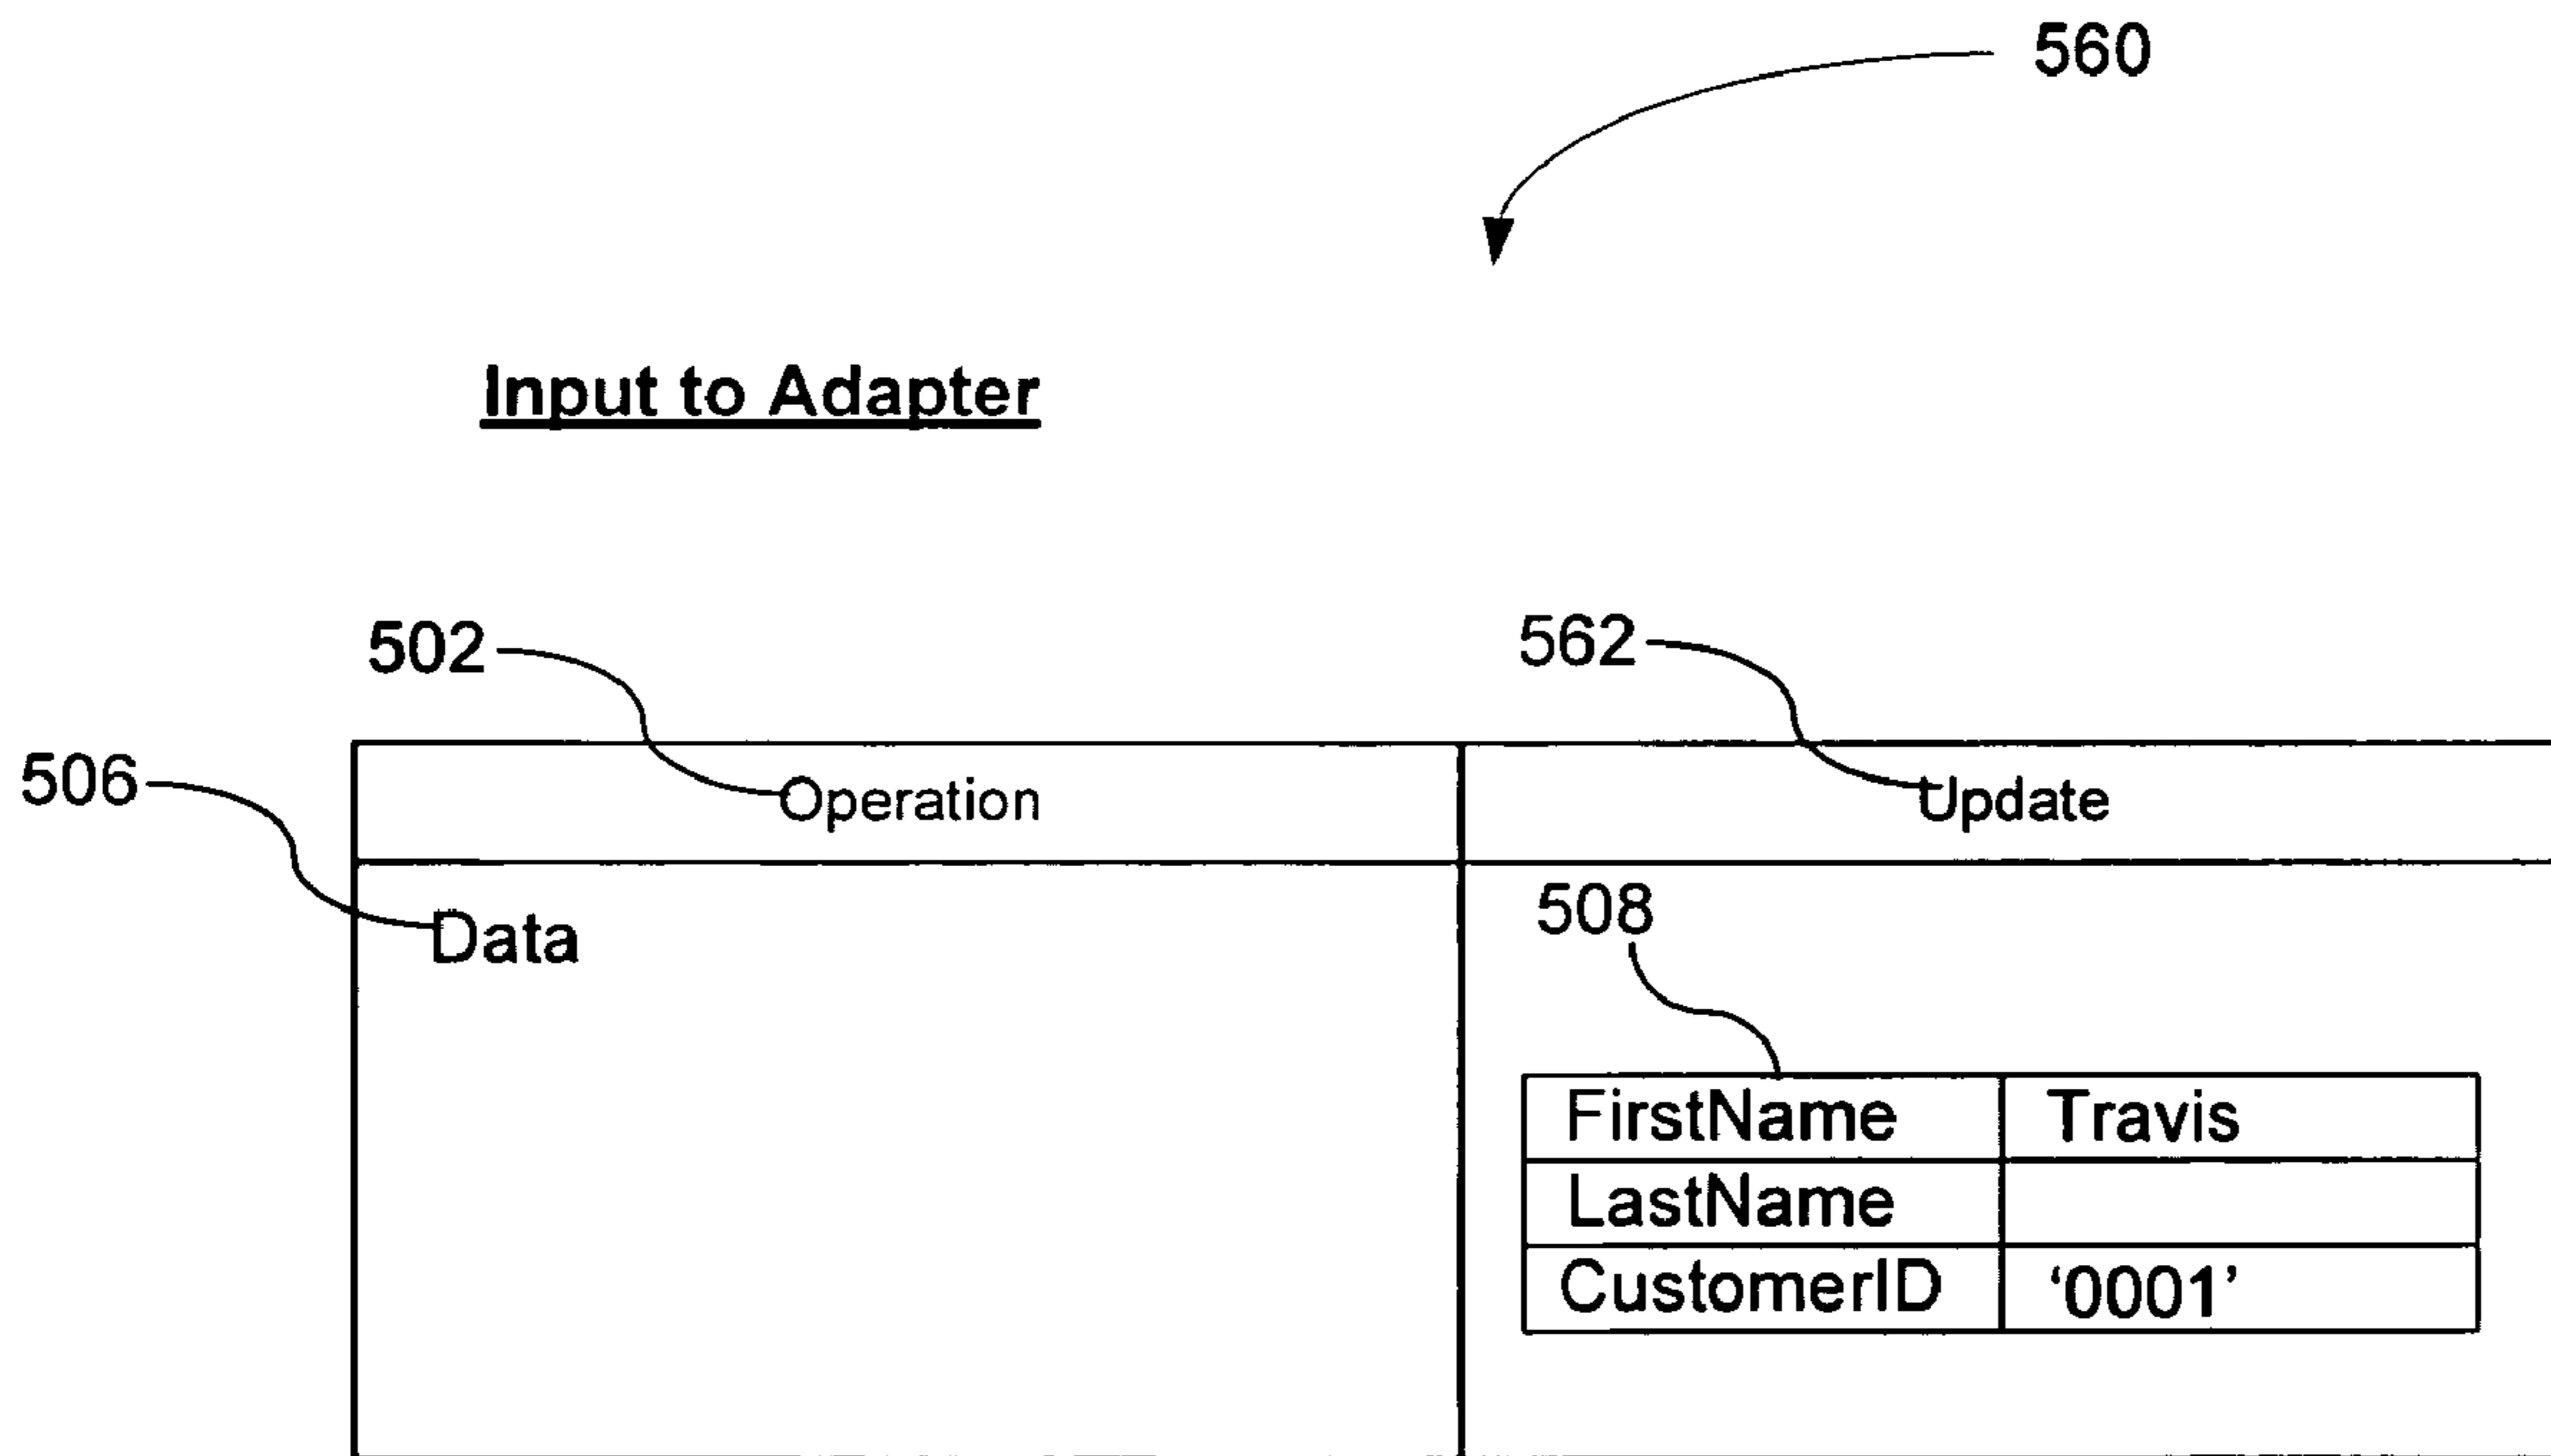 560
Input to Adapter
502
562
506
Operation
Update
508
Data
FirstName Travis
LastName
CustomerID ‘0001’